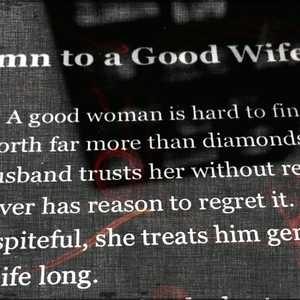 mn to a Good Wife
A good woman is hard to fin
orth far more than diamonds
usband trusts her without re
ver has reason to regret it.
spiteful, she treats him gen
ife long.